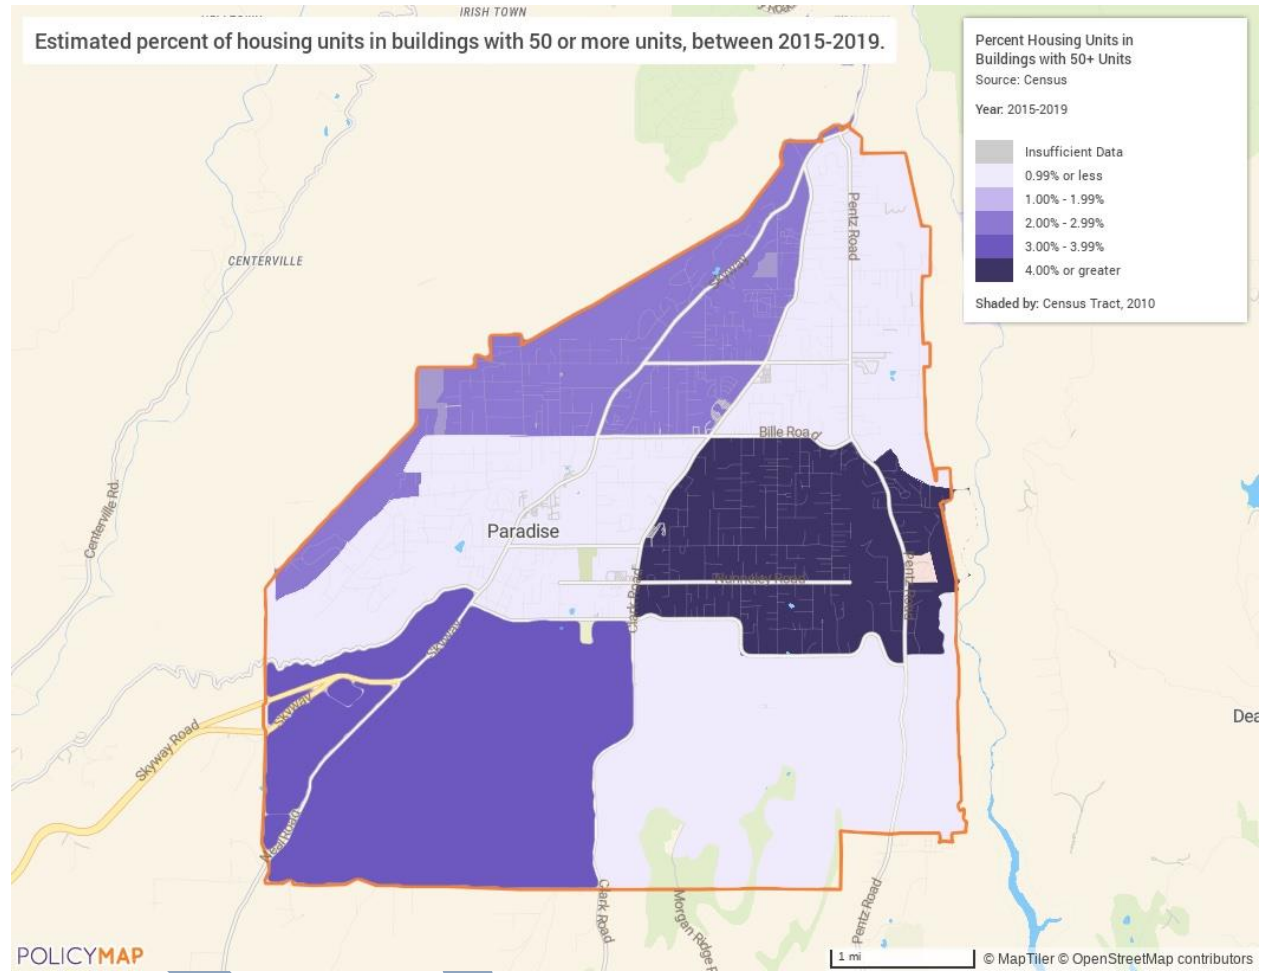 IRISH TOWN
Estimated percent of housing units in buildings with 50 or more units, between 2015-2019.
Percent Housing Units in
Buildings with 50+ Units
Source: Census
Year: 2015-2019
Insufficient Data
0.99% or less
1.00% - 1.99%
2.00% - 2.99%
3.00% - 3.99%
4.00% or greater
Shaded by: Census Tract, 2010
Pentz Road
CENTERVILLE
Skyway
Bille Road
Centerville Rd.
Paradise
Pentz Road
Clark Road
Skyway
Skyway
Skyway Road
Dea
Neal Road
Clark Road
Morgan Ridge
Pentz Road
POLICYMAP
1 mi
© MapTiler © OpenStreetMap contributors